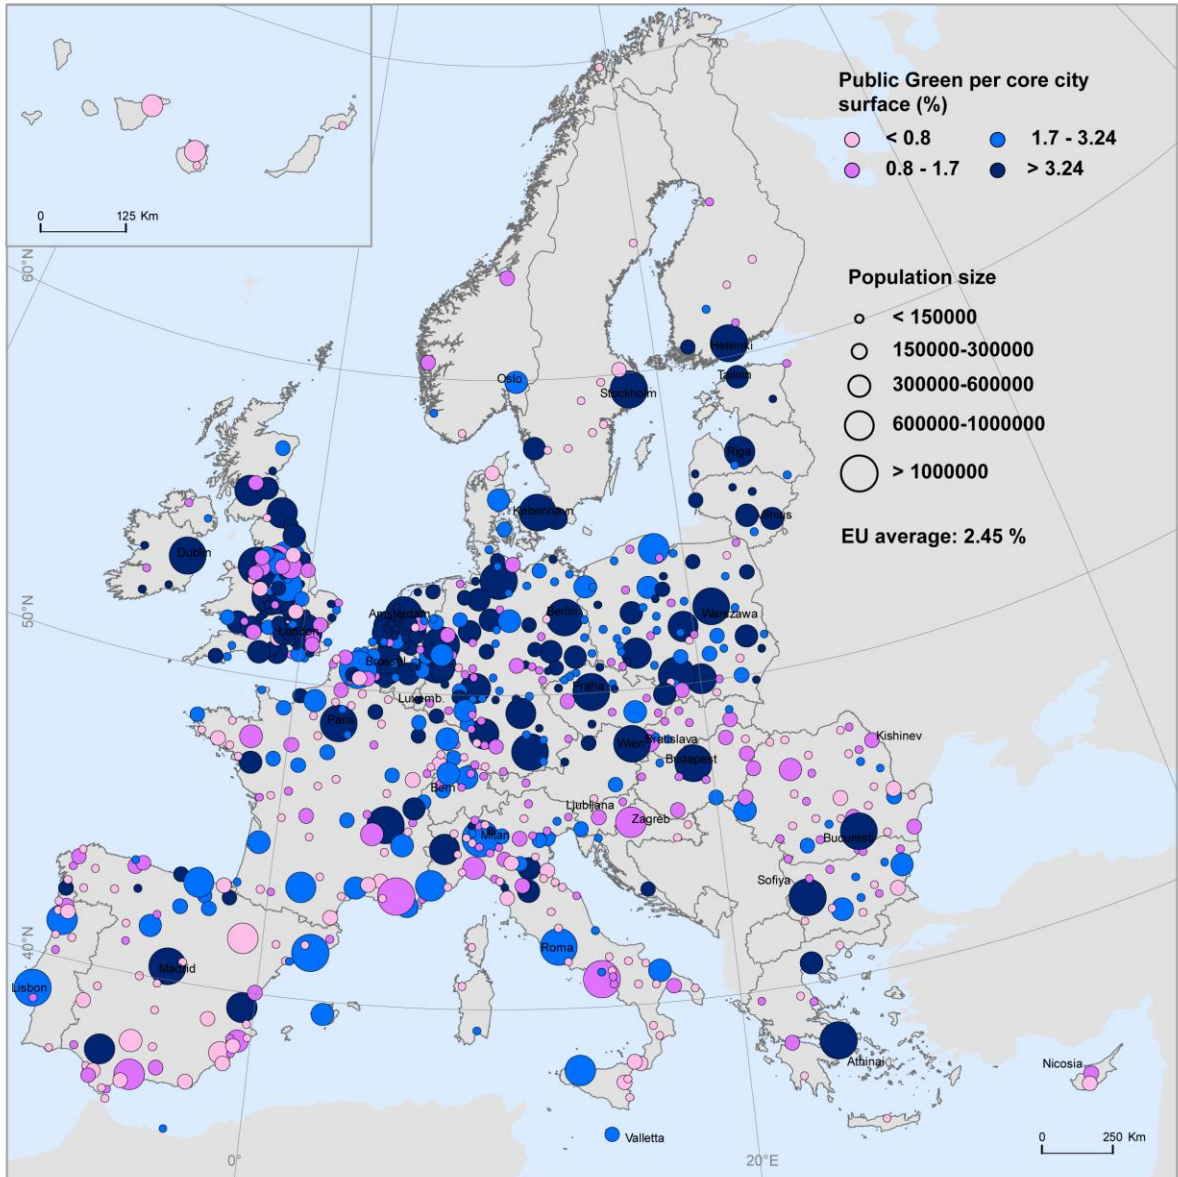 Public Green per core city
surface (%)
< 0.8
1.7 - 3.24
0.8 - 1.7
> 3.24
0
125 Km
60°N
Population size
< 150000
150000-300000
300000-600000
600000-1000000
> 1000000
EU average: 2.45 %
Oslo
Helsinki
Tallinn
Stockholm
Riga
København
Vilnius
Dublin
50°N
Amsterdam
Berlin
Warszawa
London
Brussel
Luxemb.
Praha
Paris
Kishinev
Wien
Bratislava
Budapest
Bern
Ljubljana
Zagreb
Milan
Bucuresti
Sofiya
40°N
Roma
Madrid
Lisbon
Athinai
Nicosia
Valletta
0
250 Km
0°
20°E